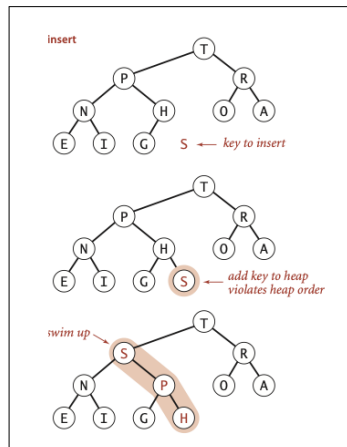 insert
T
P R
N H O A
E I G S key to insert
T
P R
N H O A
E I G S add key to heap
violates heap order
swim up
T
S R
N P O A
E I G H